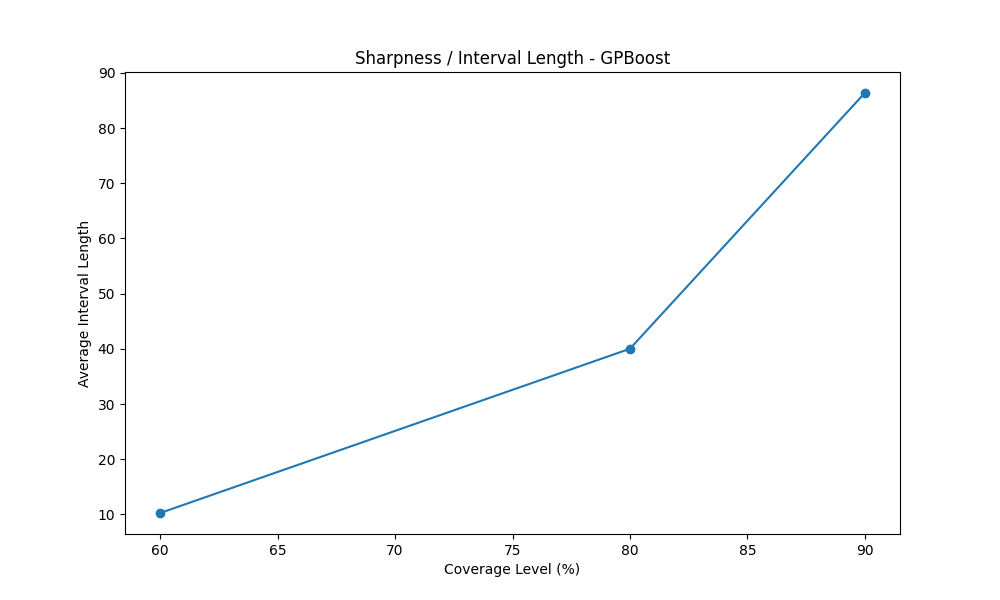 Sharpness / Interval Length - GPBoost
90
80
70
60
50
40
30
20
10
Average Interval Length
60 65 70 75 80 85 90
Coverage Level (%)